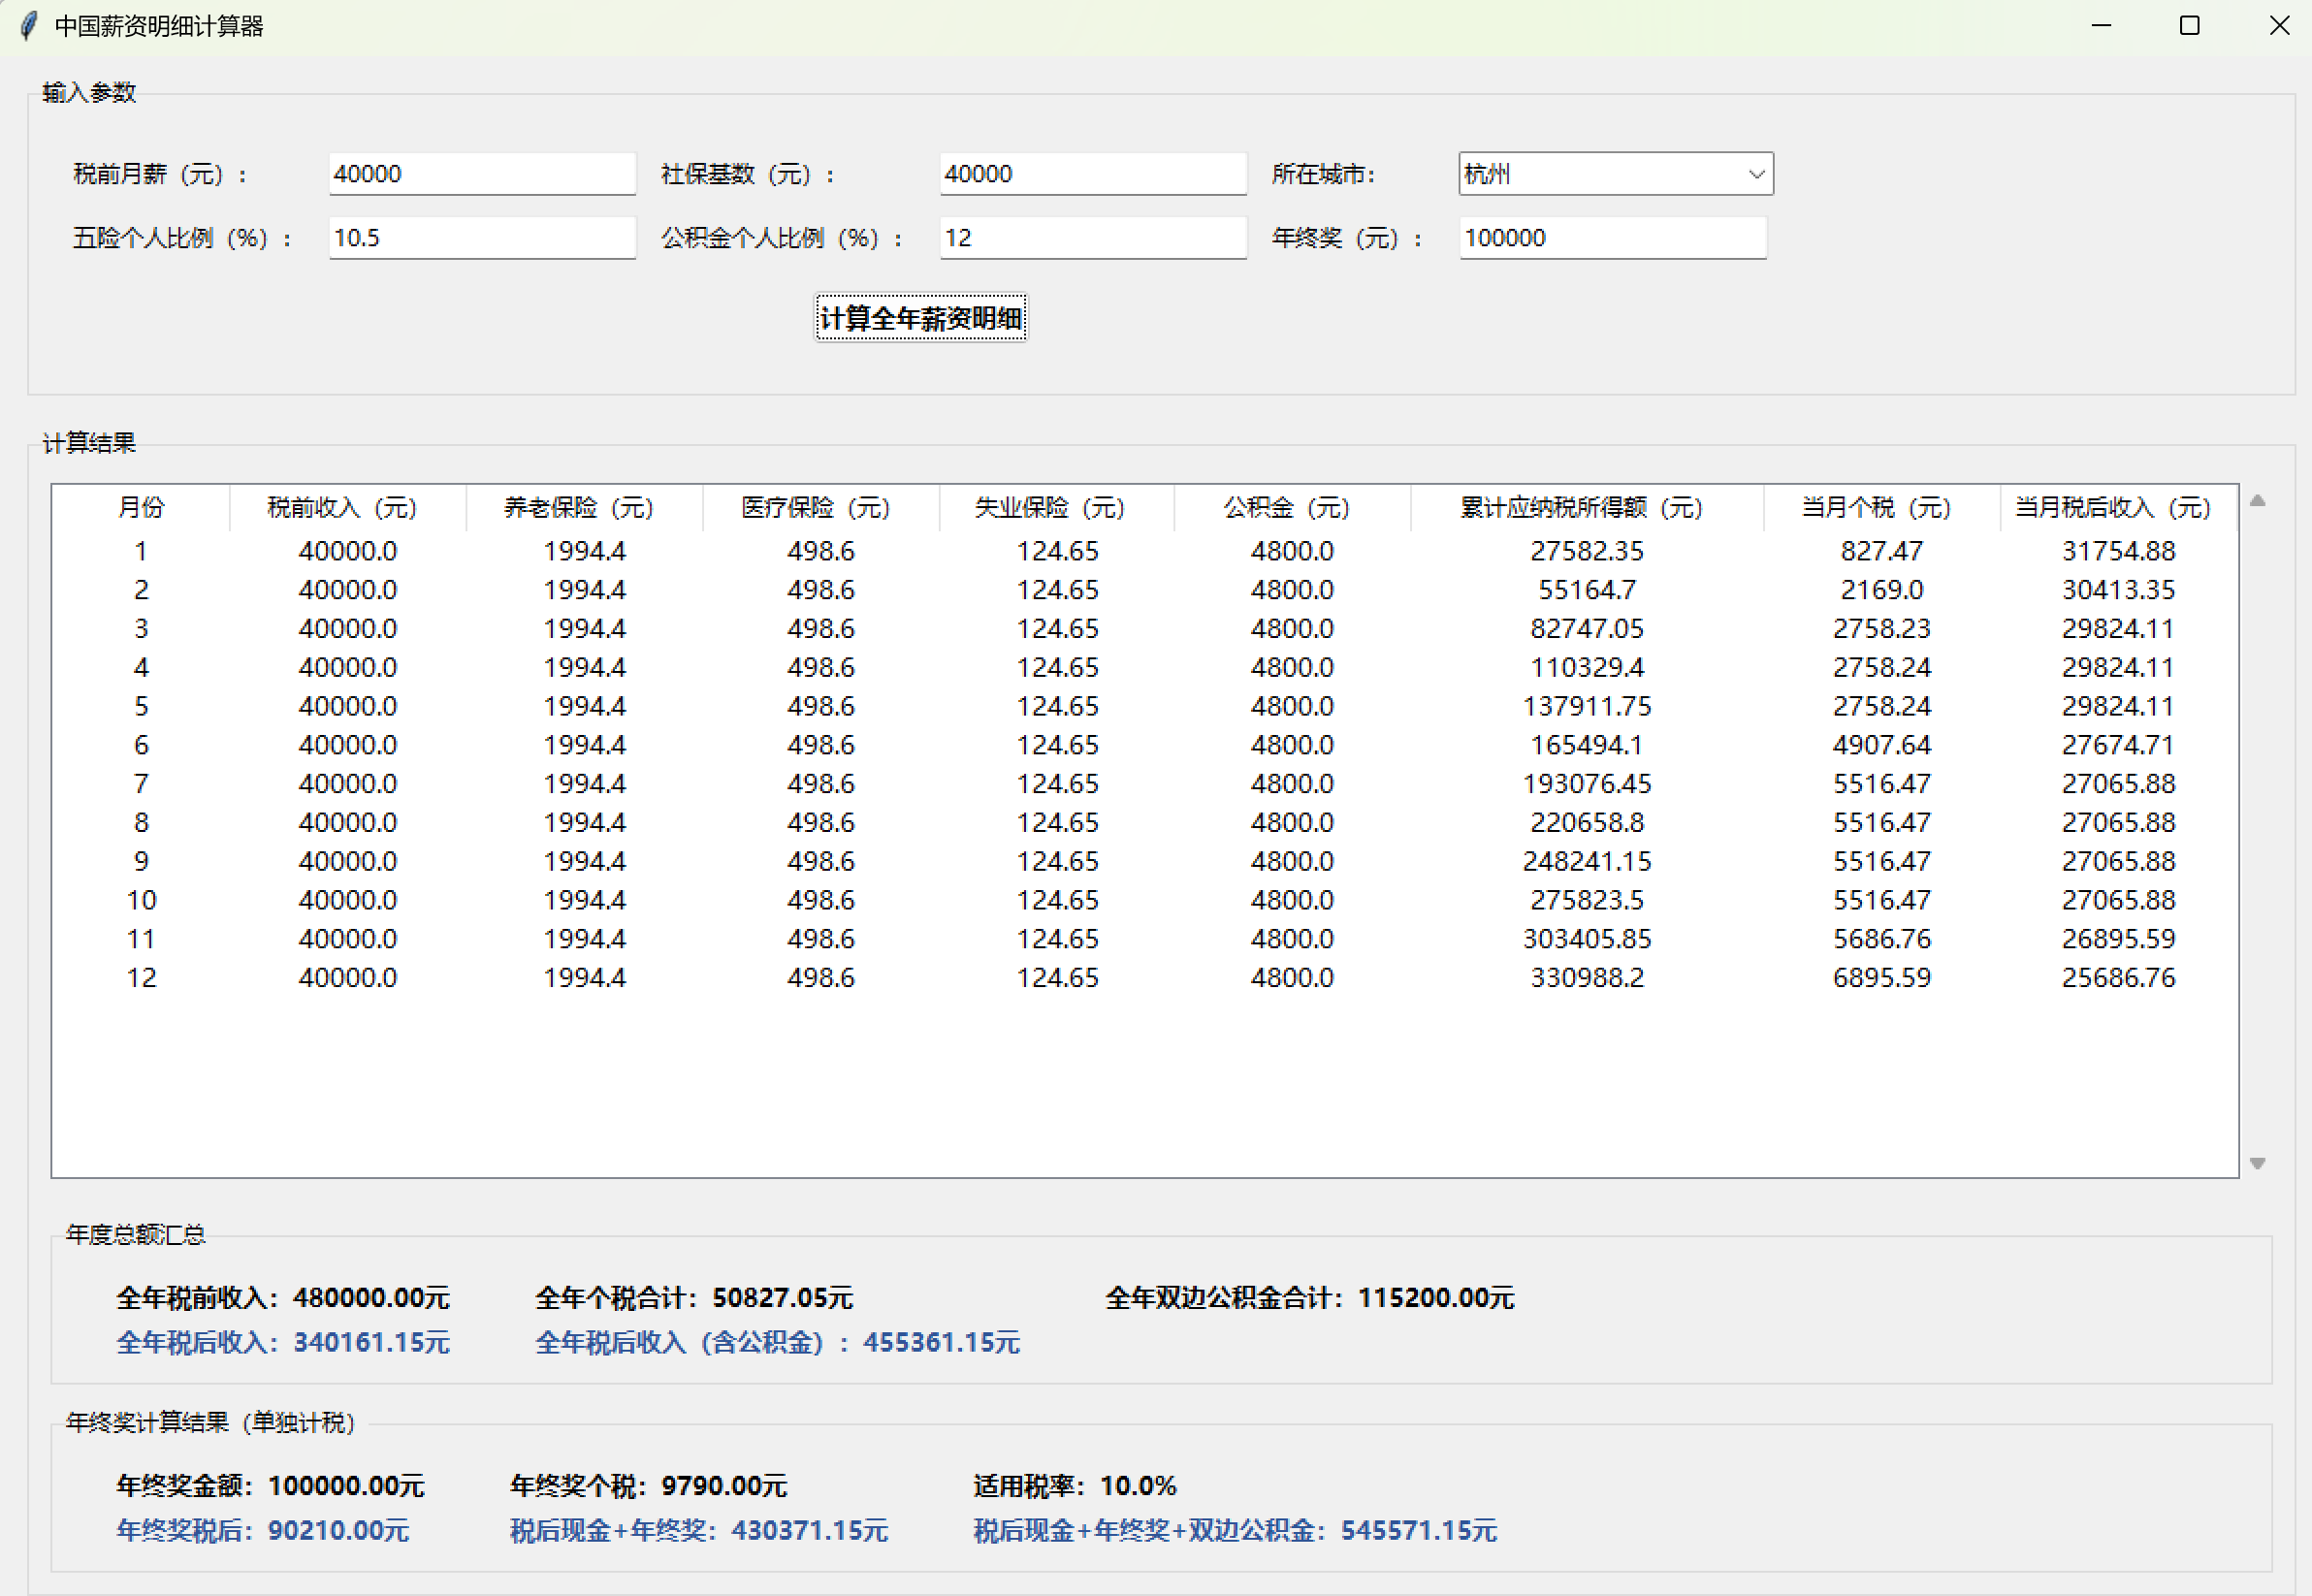 中国薪资明细计算器
输入参数
税前月薪（元）： 40000 社保基数（元）： 40000 所在城市： 杭州
五险个人比例（%）： 10.5 公积金个人比例（%）： 12 年终奖（元）： 100000
计算全年薪资明细
计算结果
月份 税前收入（元） 养老保险（元） 医疗保险（元） 失业保险（元） 公积金（元） 累计应纳税所得额（元） 当月个税（元） 当月税后收入（元）
1 40000.0 1994.4 498.6 124.65 4800.0 27582.35 827.47 31754.88
2 40000.0 1994.4 498.6 124.65 4800.0 55164.7 2169.0 30413.35
3 40000.0 1994.4 498.6 124.65 4800.0 82747.05 2758.23 29824.11
4 40000.0 1994.4 498.6 124.65 4800.0 110329.4 2758.24 29824.11
5 40000.0 1994.4 498.6 124.65 4800.0 137911.75 2758.24 29824.11
6 40000.0 1994.4 498.6 124.65 4800.0 165494.1 4907.64 27674.71
7 40000.0 1994.4 498.6 124.65 4800.0 193076.45 5516.47 27065.88
8 40000.0 1994.4 498.6 124.65 4800.0 220658.8 5516.47 27065.88
9 40000.0 1994.4 498.6 124.65 4800.0 248241.15 5516.47 27065.88
10 40000.0 1994.4 498.6 124.65 4800.0 275823.5 5516.47 27065.88
11 40000.0 1994.4 498.6 124.65 4800.0 303405.85 5686.76 26895.59
12 40000.0 1994.4 498.6 124.65 4800.0 330988.2 6895.59 25686.76
年度总额汇总
全年税前收入：480000.00元 全年个税合计：50827.05元 全年双边公积金合计：115200.00元
全年税后收入：340161.15元 全年税后收入（含公积金）：455361.15元
年终奖计算结果（单独计税）
年终奖金额：100000.00元 年终奖个税：9790.00元 适用税率：10.0%
年终奖税后：90210.00元 税后现金+年终奖：430371.15元 税后现金+年终奖+双边公积金：545571.15元